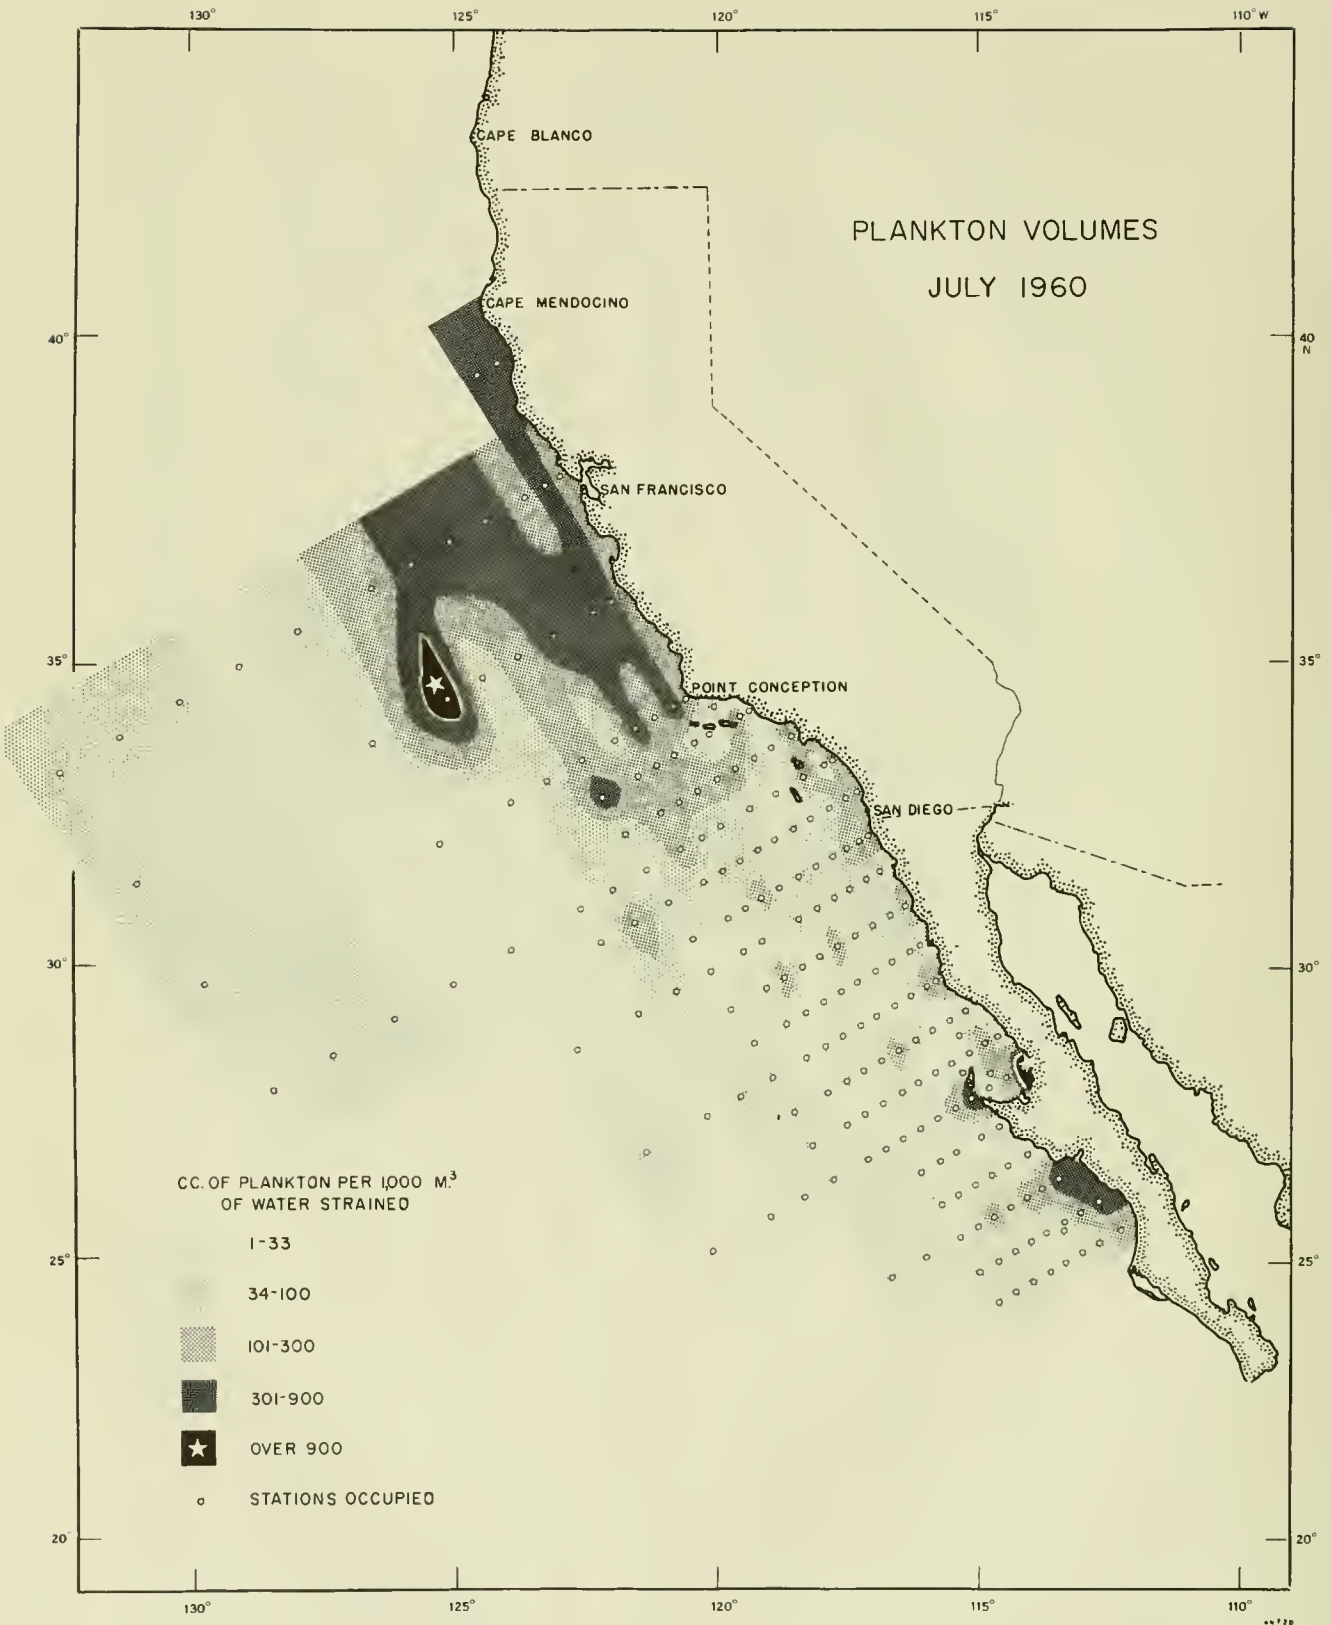 130° 125° 120° 115° 110° W
CAPE BLANCO
PLANKTON VOLUMES
JULY 1960
CAPE MENDOCINO
40° 40
N
SAN FRANCISCO
35° 35°
POINT CONCEPTION
SAN DIEGO
30° 30°
CC. OF PLANKTON PER 1,000 M.³
OF WATER STRAINED
1-33
25° 25°
34-100
101-300
301-900
OVER 900
STATIONS OCCUPIED
20° 20°
130° 125° 120° 115° 110°